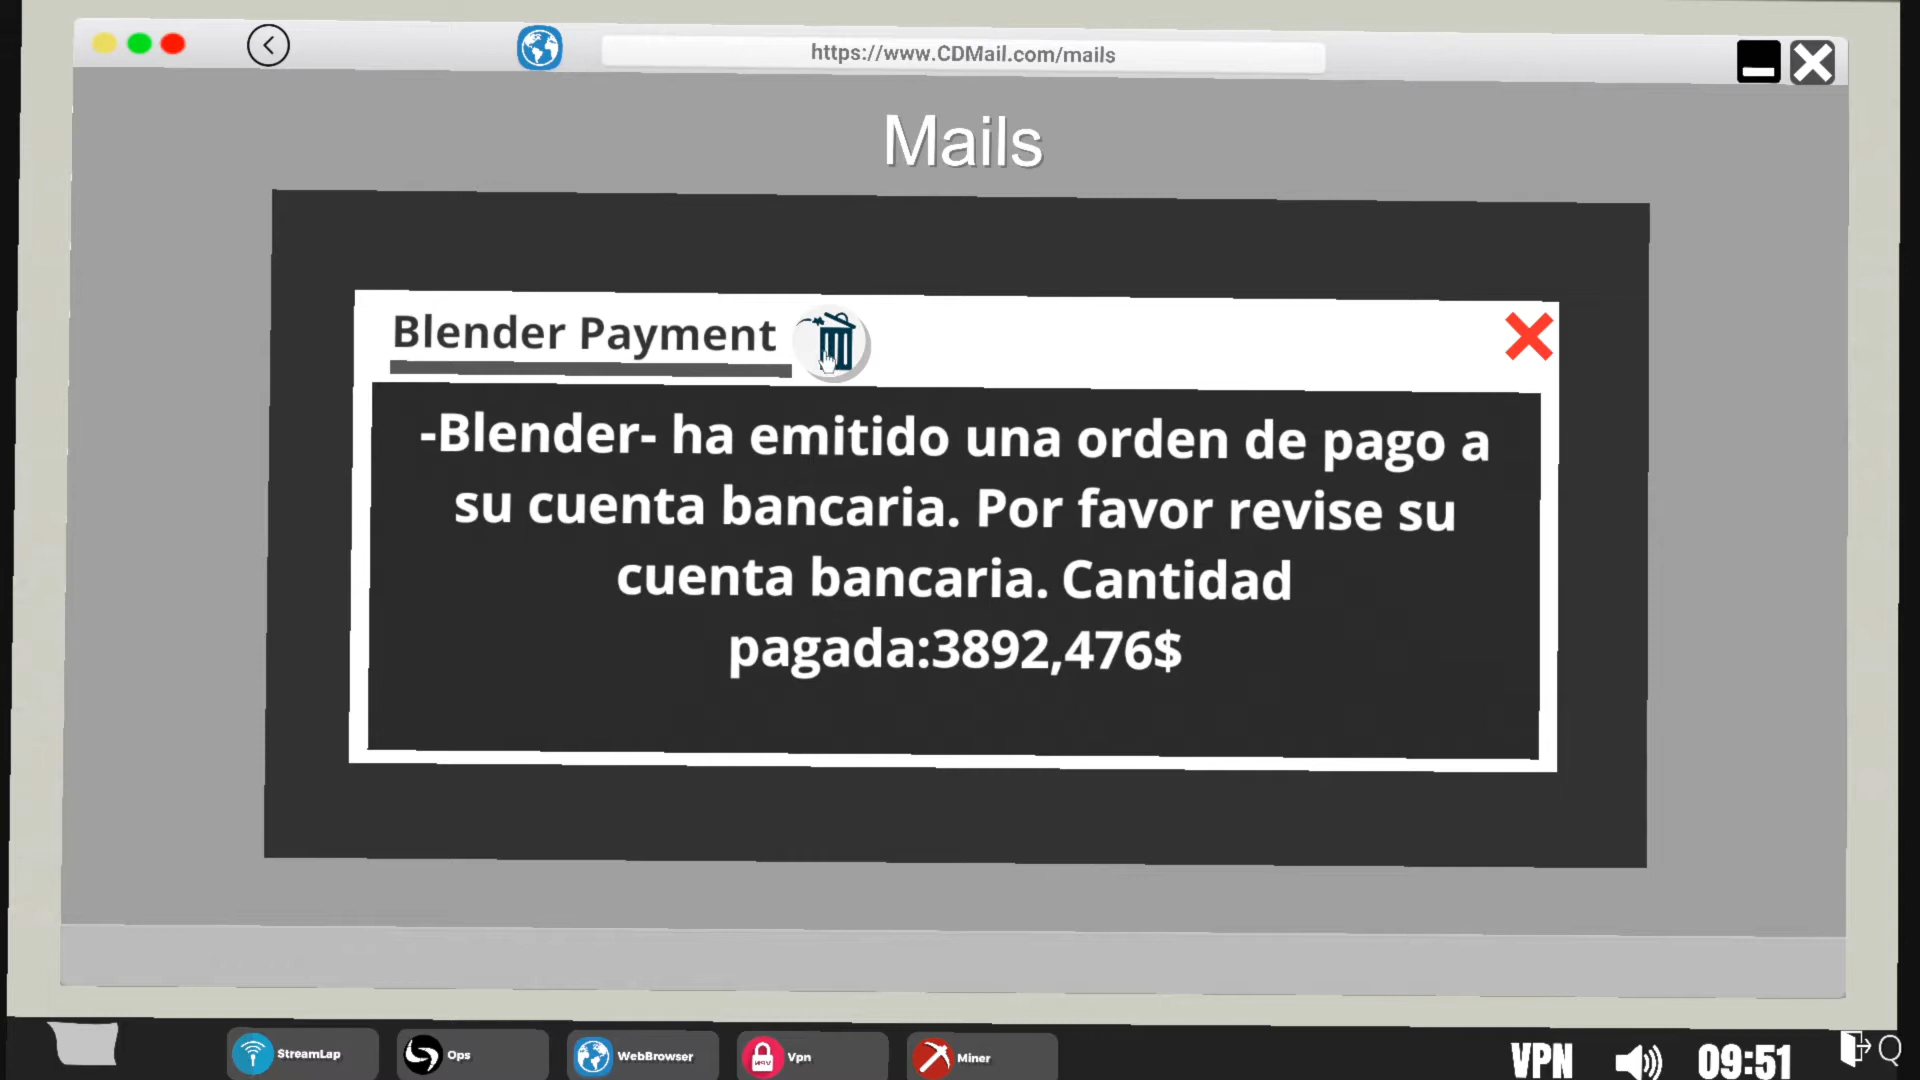 https://www.CDMail.com/mails
Mails
Blender Payment
-Blender- ha emitido una orden de pago a
su cuenta bancaria. Por favor revise su
cuenta bancaria. Cantidad
pagada:3892,476$
StreamLap
Ops
WebBrowser
Vpn
Miner
VPN
09:51
Q